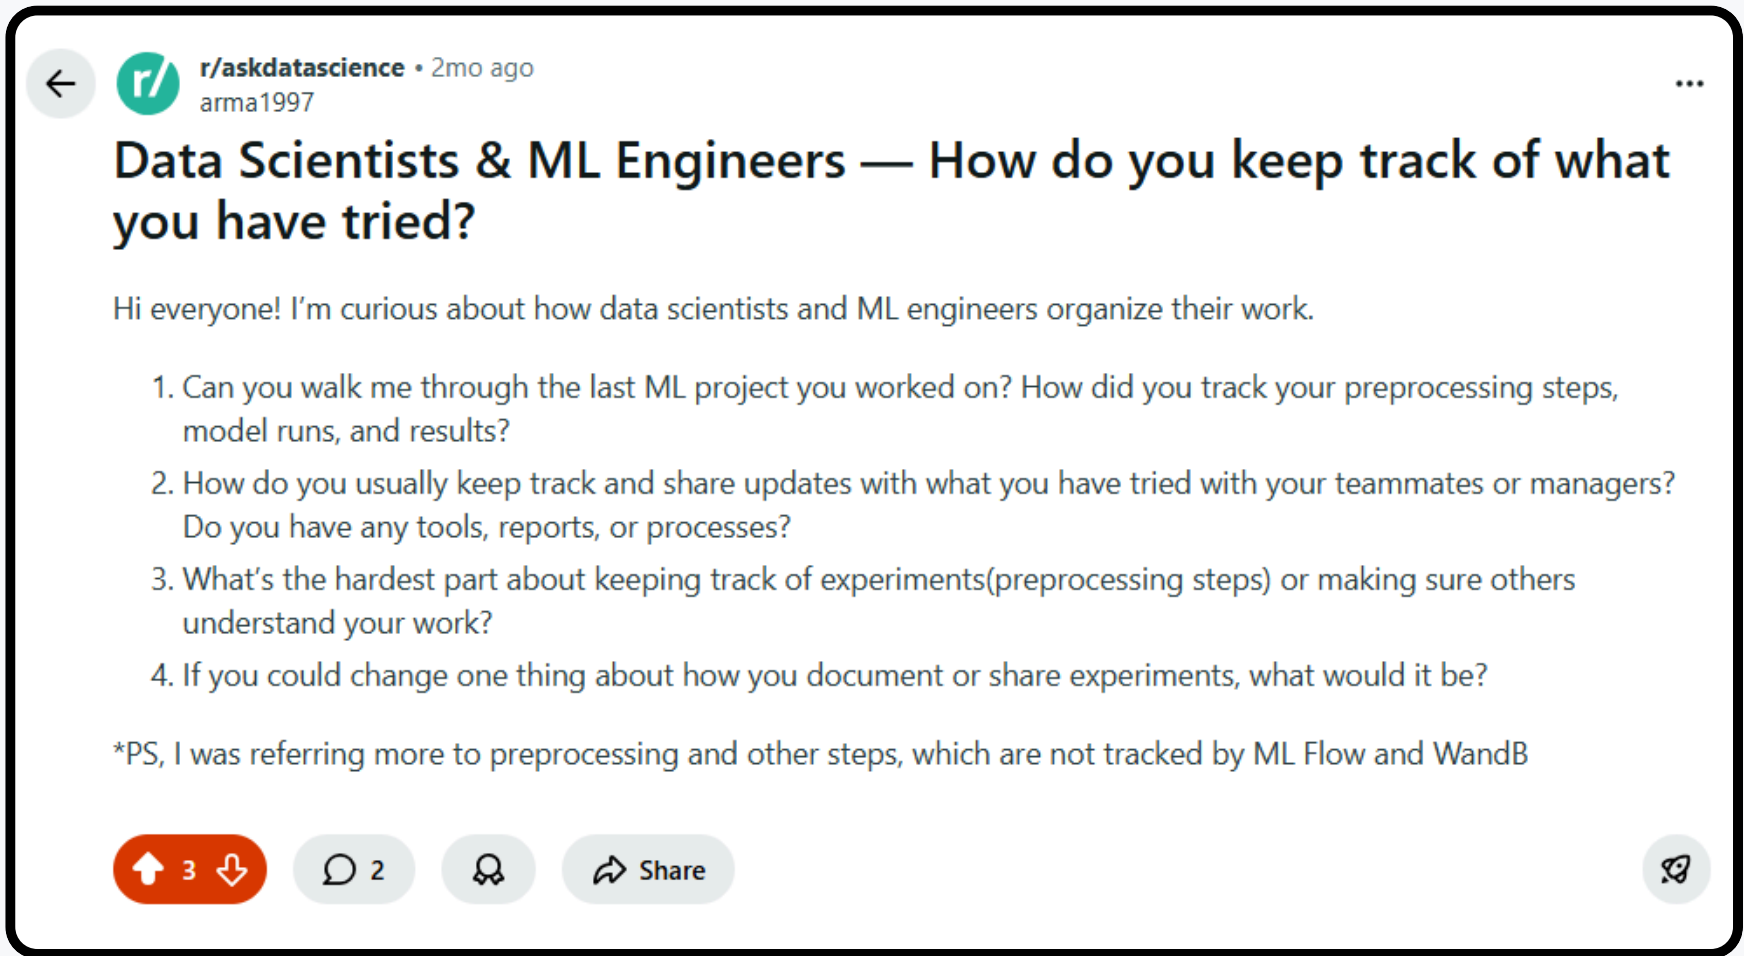 r/askdatascience • 2mo ago
arma1997
Data Scientists & ML Engineers — How do you keep track of what
you have tried?
Hi everyone! I’m curious about how data scientists and ML engineers organize their work.
1. Can you walk me through the last ML project you worked on? How did you track your preprocessing steps,
model runs, and results?
2. How do you usually keep track and share updates with what you have tried with your teammates or managers?
Do you have any tools, reports, or processes?
3. What’s the hardest part about keeping track of experiments(preprocessing steps) or making sure others
understand your work?
4. If you could change one thing about how you document or share experiments, what would it be?
*PS, I was referring more to preprocessing and other steps, which are not tracked by ML Flow and WandB
3 2 Share